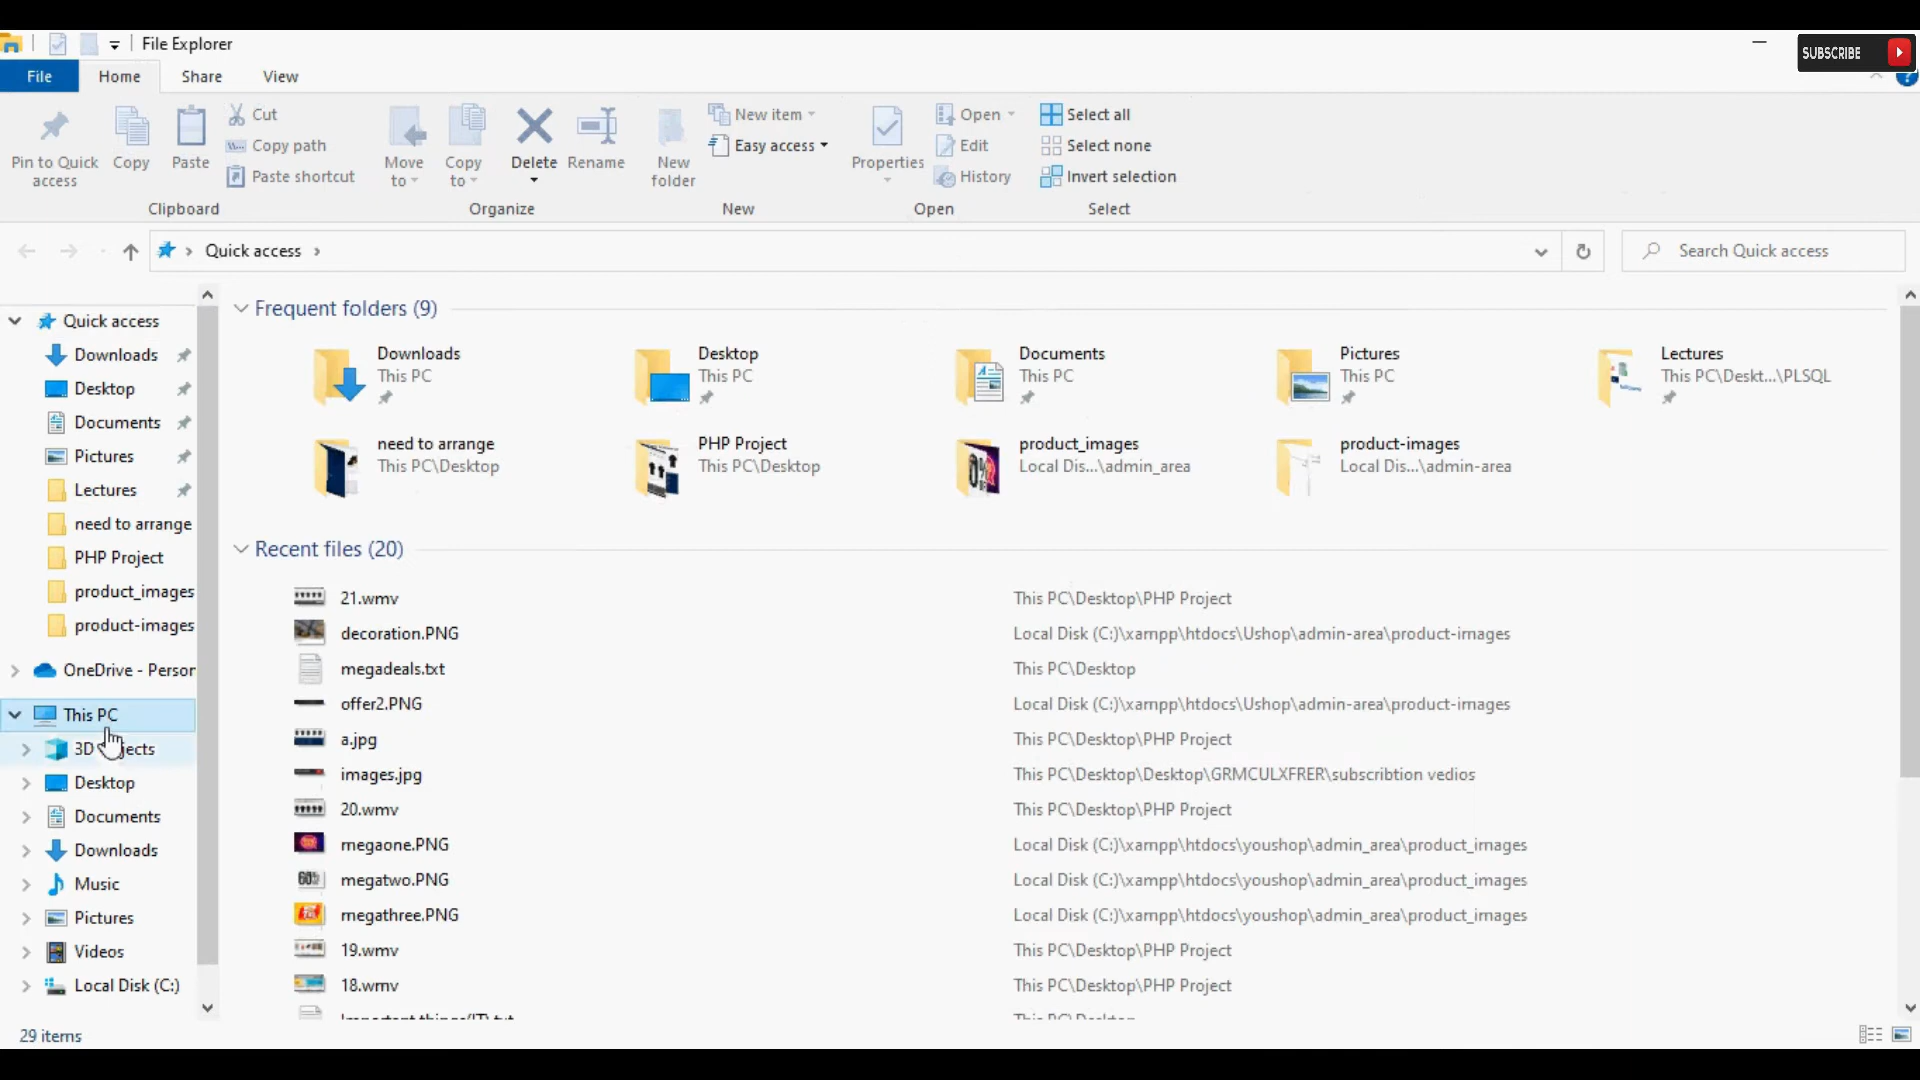 File Explorer
SUBSCRIBE
File
Home
Share
View
Pin to Quick access
Copy
Paste
Cut
Copy path
Paste shortcut
Clipboard
Move to
Copy to
Delete
Rename
Organize
New folder
New item
Easy access
New
Properties
Open
Edit
History
Open
Select all
Select none
Invert selection
Select
Quick access
Search Quick access
Quick access
Downloads
Desktop
Documents
Pictures
Lectures
need to arrange
PHP Project
product_images
product-images
OneDrive - Person
This PC
3D
jects
Desktop
Documents
Downloads
Music
Pictures
Videos
Local Disk (C:)
Frequent folders (9)
Downloads
This PC
Desktop
This PC
Documents
This PC
Pictures
This PC
Lectures
This PC\Deskt...\PLSQL
need to arrange
This PC\Desktop
PHP Project
This PC\Desktop
product_images
Local Dis...\admin_area
product-images
Local Dis...\admin-area
Recent files (20)
21.wmv This PC\Desktop\PHP Project
decoration.PNG Local Disk (C:)\xampp\htdocs\Ushop\admin-area\product-images
megadeals.txt This PC\Desktop
offer2.PNG Local Disk (C:)\xampp\htdocs\Ushop\admin-area\product-images
a.jpg This PC\Desktop\PHP Project
images.jpg This PC\Desktop\Desktop\GRMCULXFRER\subscribtion vedios
20.wmv This PC\Desktop\PHP Project
megaone.PNG Local Disk (C:)\xampp\htdocs\youshop\admin_area\product_images
megatwo.PNG Local Disk (C:)\xampp\htdocs\youshop\admin_area\product_images
megathree.PNG Local Disk (C:)\xampp\htdocs\youshop\admin_area\product_images
19.wmv This PC\Desktop\PHP Project
18.wmv This PC\Desktop\PHP Project
29 items